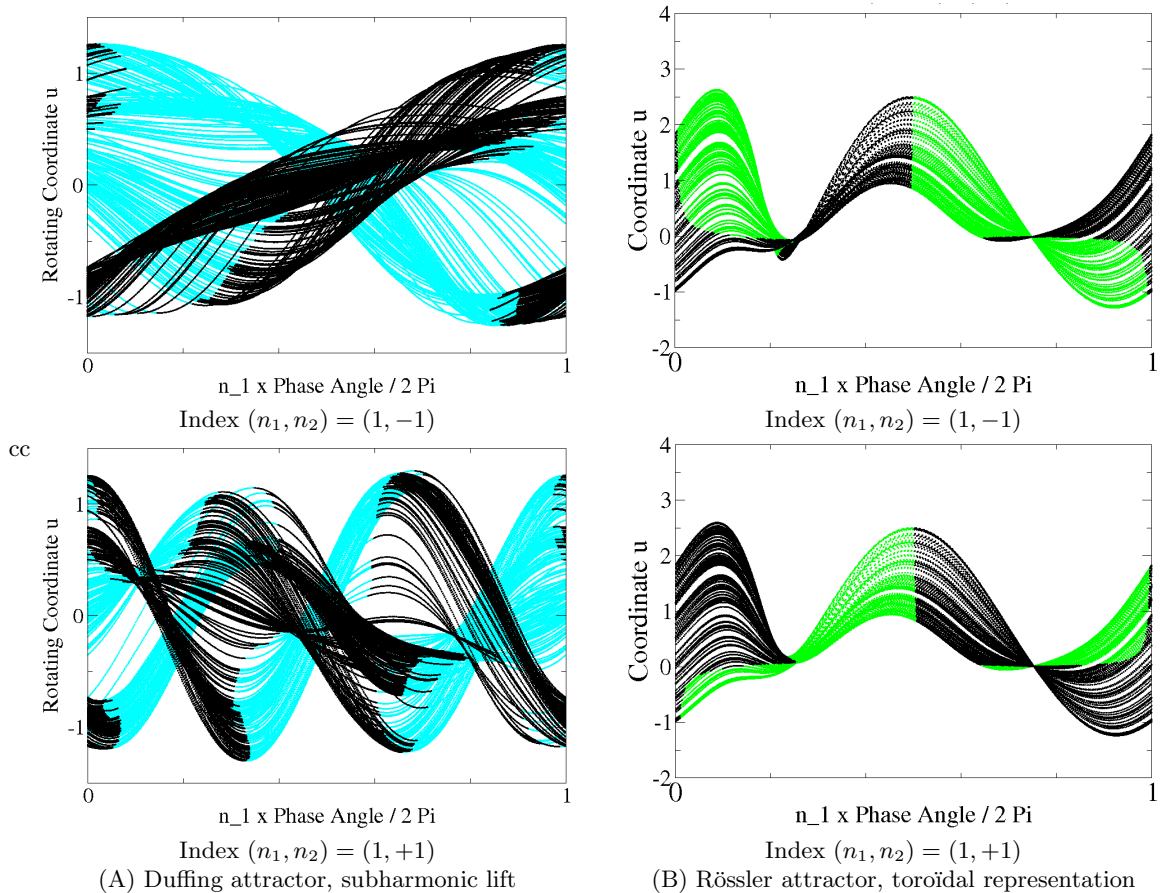 1
0
-1
Rotating Coordinate u
0
1
n_1 x Phase Angle / 2 Pi
Index (n₁, n₂) = (1, −1)
4
3
2
1
0
-1
-2
Coordinate u
0
1
n_1 x Phase Angle / 2 Pi
Index (n₁, n₂) = (1, −1)
cc
1
0
-1
Rotating Coordinate u
0
1
n_1 x Phase Angle / 2 Pi
Index (n₁, n₂) = (1, +1)
(A) Duffing attractor, subharmonic lift
4
3
2
1
0
-1
-2
Coordinate u
0
1
n_1 x Phase Angle / 2 Pi
Index (n₁, n₂) = (1, +1)
(B) Rössler attractor, toroïdal representation